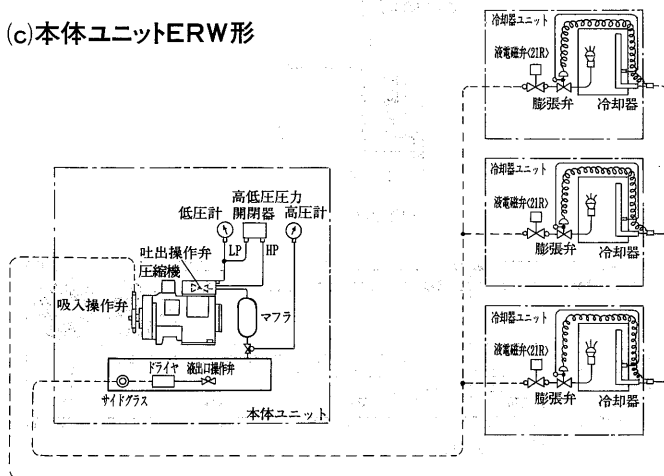 (c)本体ユニットERW形
冷却器ユニット
液電磁弁<21R>
膨張弁
冷却器
冷却器ユニット
液電磁弁<21R>
膨張弁
冷却器
冷却器ユニット
液電磁弁<21R>
膨張弁
冷却器
高低圧圧力
開閉器
低圧計
高圧計
LP
HP
吐出操作弁
圧縮機
吸入操作弁
マフラ
ドライヤ
液出口操作弁
サイドグラス
本体ユニット